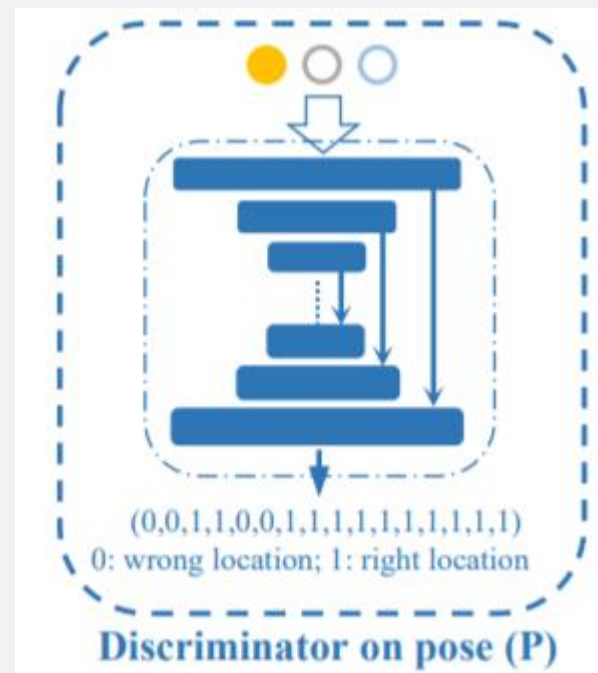 (0,0,1,1,0,0,1,1,1,1,1,1,1,1,1,1)
0: wrong location; 1: right location
Discriminator on pose (P)